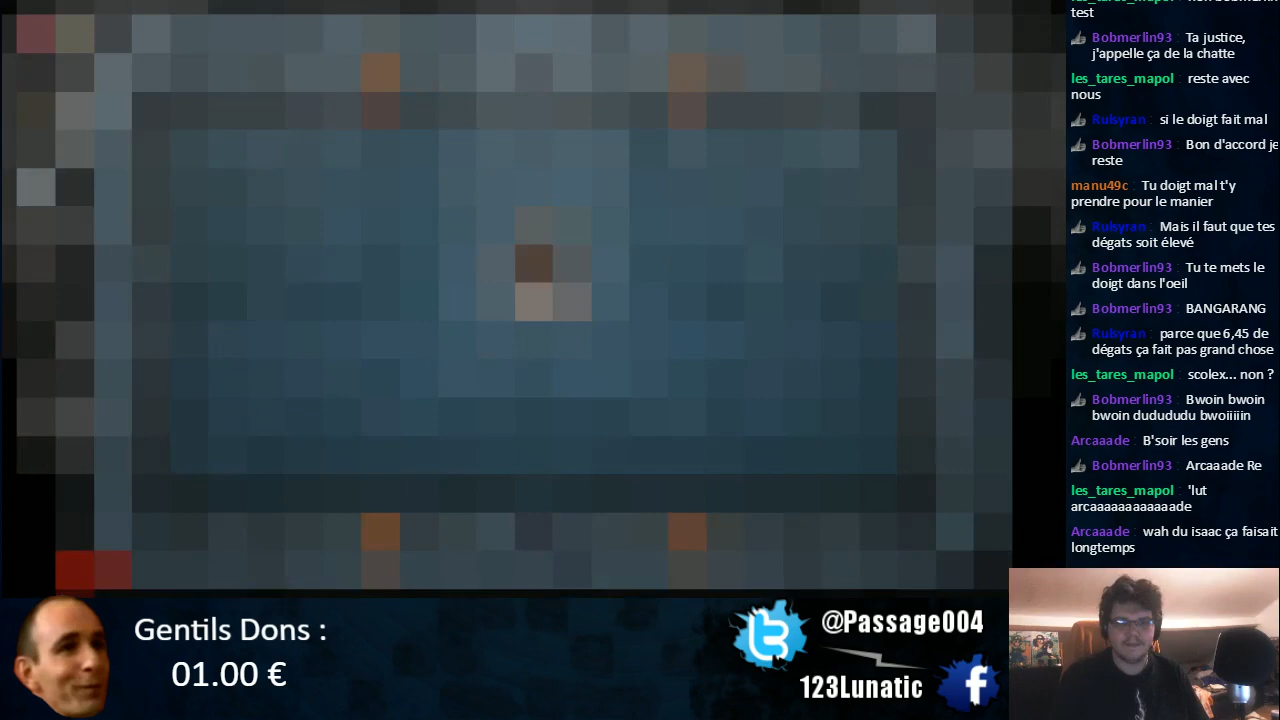 test
Bobmerlin93 : Ta justice,
j'appelle ça de la chatte
les_tares_mapol : reste avec
nous
Rulsyran : si le doigt fait mal
Bobmerlin93 : Bon d'accord je
reste
manu49c : Tu doigt mal t'y
prendre pour le manier
Rulsyran : Mais il faut que tes
dégats soit élevé
Bobmerlin93 : Tu te mets le
doigt dans l'oeil
Bobmerlin93 : BANGARANG
Rulsyran : parce que 6,45 de
dégats ça fait pas grand chose
les_tares_mapol : scolex... non ?
Bobmerlin93 : Bwoin bwoin
bwoin dudududu bwoiiiiin
Arcaaade : B'soir les gens
Bobmerlin93 : Arcaaade Re
les_tares_mapol : 'lut
arcaaaaaaaaaaade
Arcaaade : wah du isaac ça faisait
longtemps
Gentils Dons :
01.00 €
@Passage004
123Lunatic